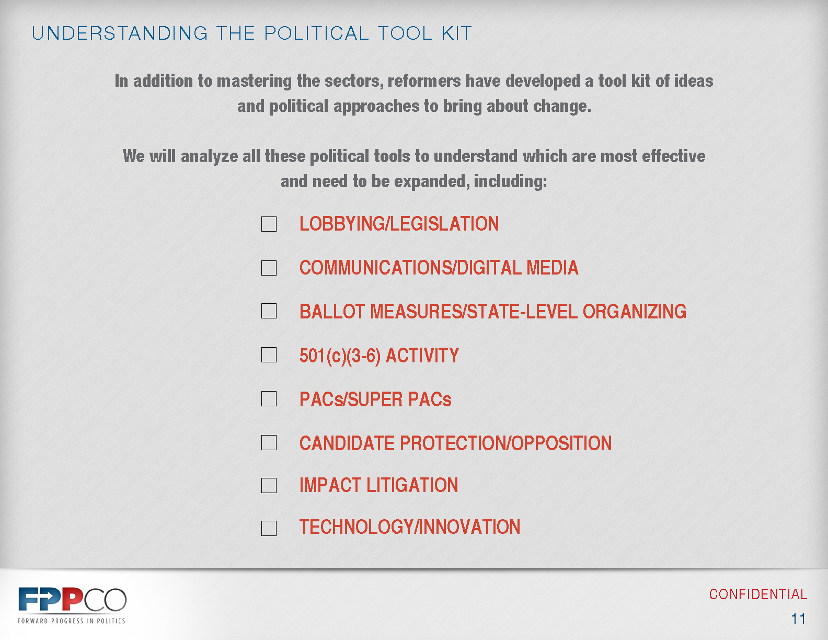 UNDERSTANDING THE POLITICAL TOOL KIT
In addition to mastering the sectors, reformers have developed a tool kit of ideas
and political approaches to bring about change.
We will analyze all these political tools to understand which are most effective
and need to be expanded, including:
LOBBYING/LEGISLATION
COMMUNICATIONS/DIGITAL MEDIA
BALLOT MEASURES/STATE-LEVEL ORGANIZING
501(c)(3-6) ACTIVITY
PACs/SUPER PACs
CANDIDATE PROTECTION/OPPOSITION
IMPACT LITIGATION
TECHNOLOGY/INNOVATION
FPPCO
FORWARD PROGRESS IN POLITICS
CONFIDENTIAL
11